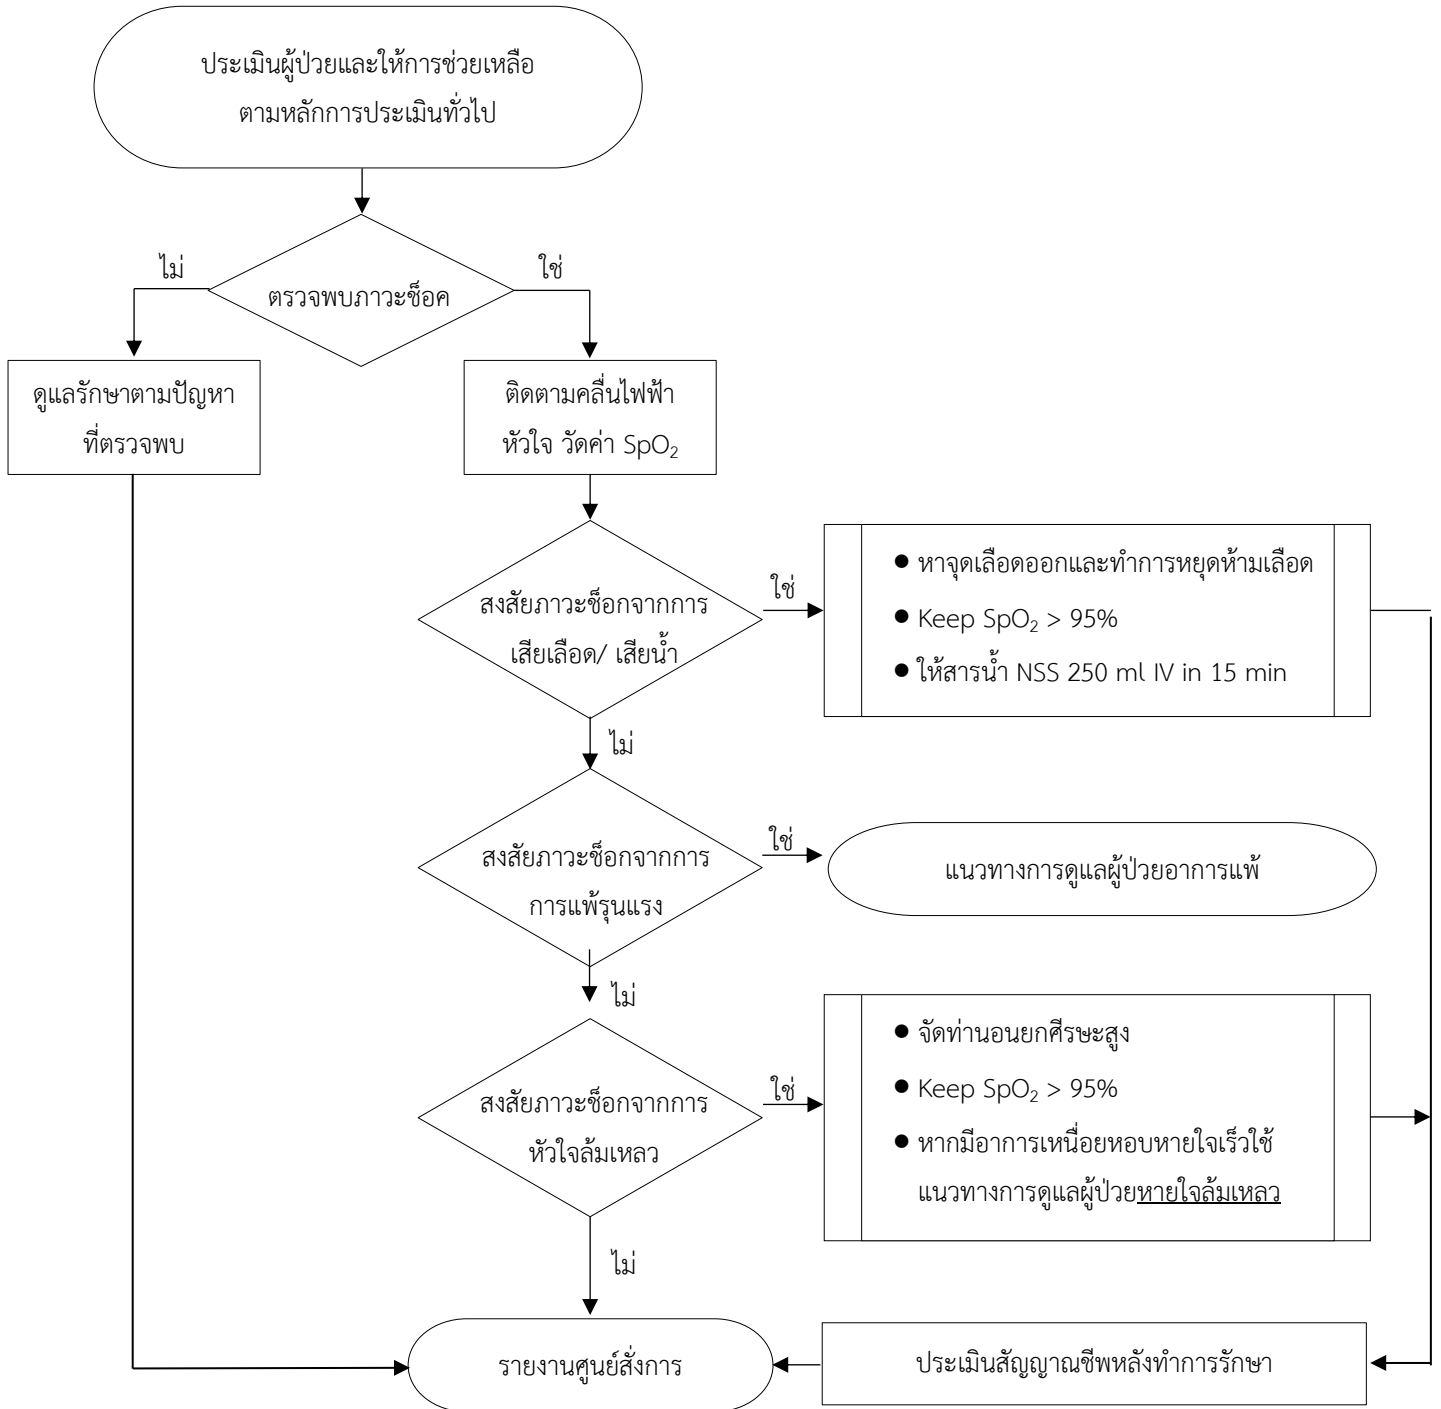 ประเมินผู้ป่วยและให้การช่วยเหลือ
ตามหลักการประเมินทั่วไป
ไม่
ใช่
ตรวจพบภาวะช็อค
ดูแลรักษาตามปัญหา
ที่ตรวจพบ
ติดตามคลื่นไฟฟ้า
หัวใจ วัดค่า SpO₂
สงสัยภาวะช็อกจากการ
เสียเลือด/ เสียน้ำ
ใช่
● หาจุดเลือดออกและทำการหยุดห้ามเลือด
● Keep SpO₂ > 95%
● ให้สารน้ำ NSS 250 ml IV in 15 min
ไม่
สงสัยภาวะช็อกจากการ
การแพ้รุนแรง
ใช่
แนวทางการดูแลผู้ป่วยอาการแพ้
ไม่
สงสัยภาวะช็อกจากการ
หัวใจล้มเหลว
ใช่
● จัดท่านอนยกศีรษะสูง
● Keep SpO₂ > 95%
● หากมีอาการเหนื่อยหอบหายใจเร็วใช้
แนวทางการดูแลผู้ป่วยหายใจล้มเหลว
ไม่
รายงานศูนย์สั่งการ
ประเมินสัญญาณชีพหลังทำการรักษา